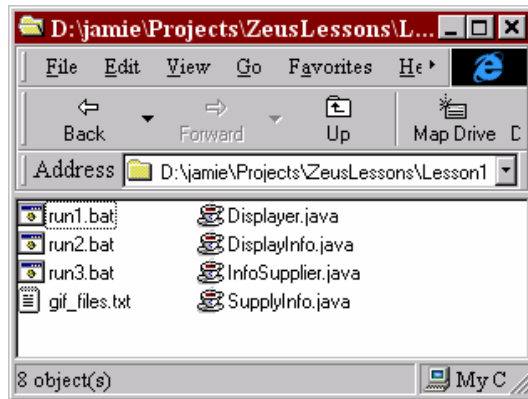 D:\jamie\Projects\ZeusLessons\L...
File Edit View Go Favorites He
Back Forward Up Map Drive D
Address D:\jamie\Projects\ZeusLessons\Lesson1
run1.bat Displayer.java
run2.bat DisplayInfo.java
run3.bat InfoSupplier.java
gif_files.txt SupplyInfo.java
8 object(s) My C